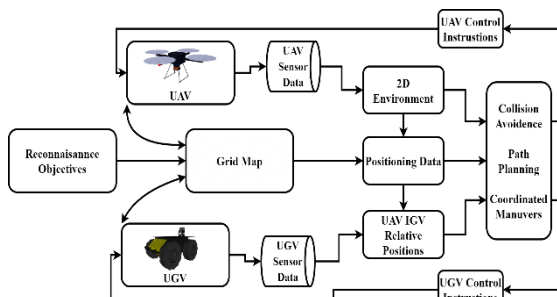 UAV Control
Instrustions
UAV
UAV
Sensor
Data
2D
Environment
Collision
Avoidence
Path
Planning
Coordinated
Manuvers
Reconnaisannce
Objectives
Grid Map
Positioning Data
UAV IGV
Relative
Positions
UGV
UGV
Sensor
Data
UGV Control
Instructions